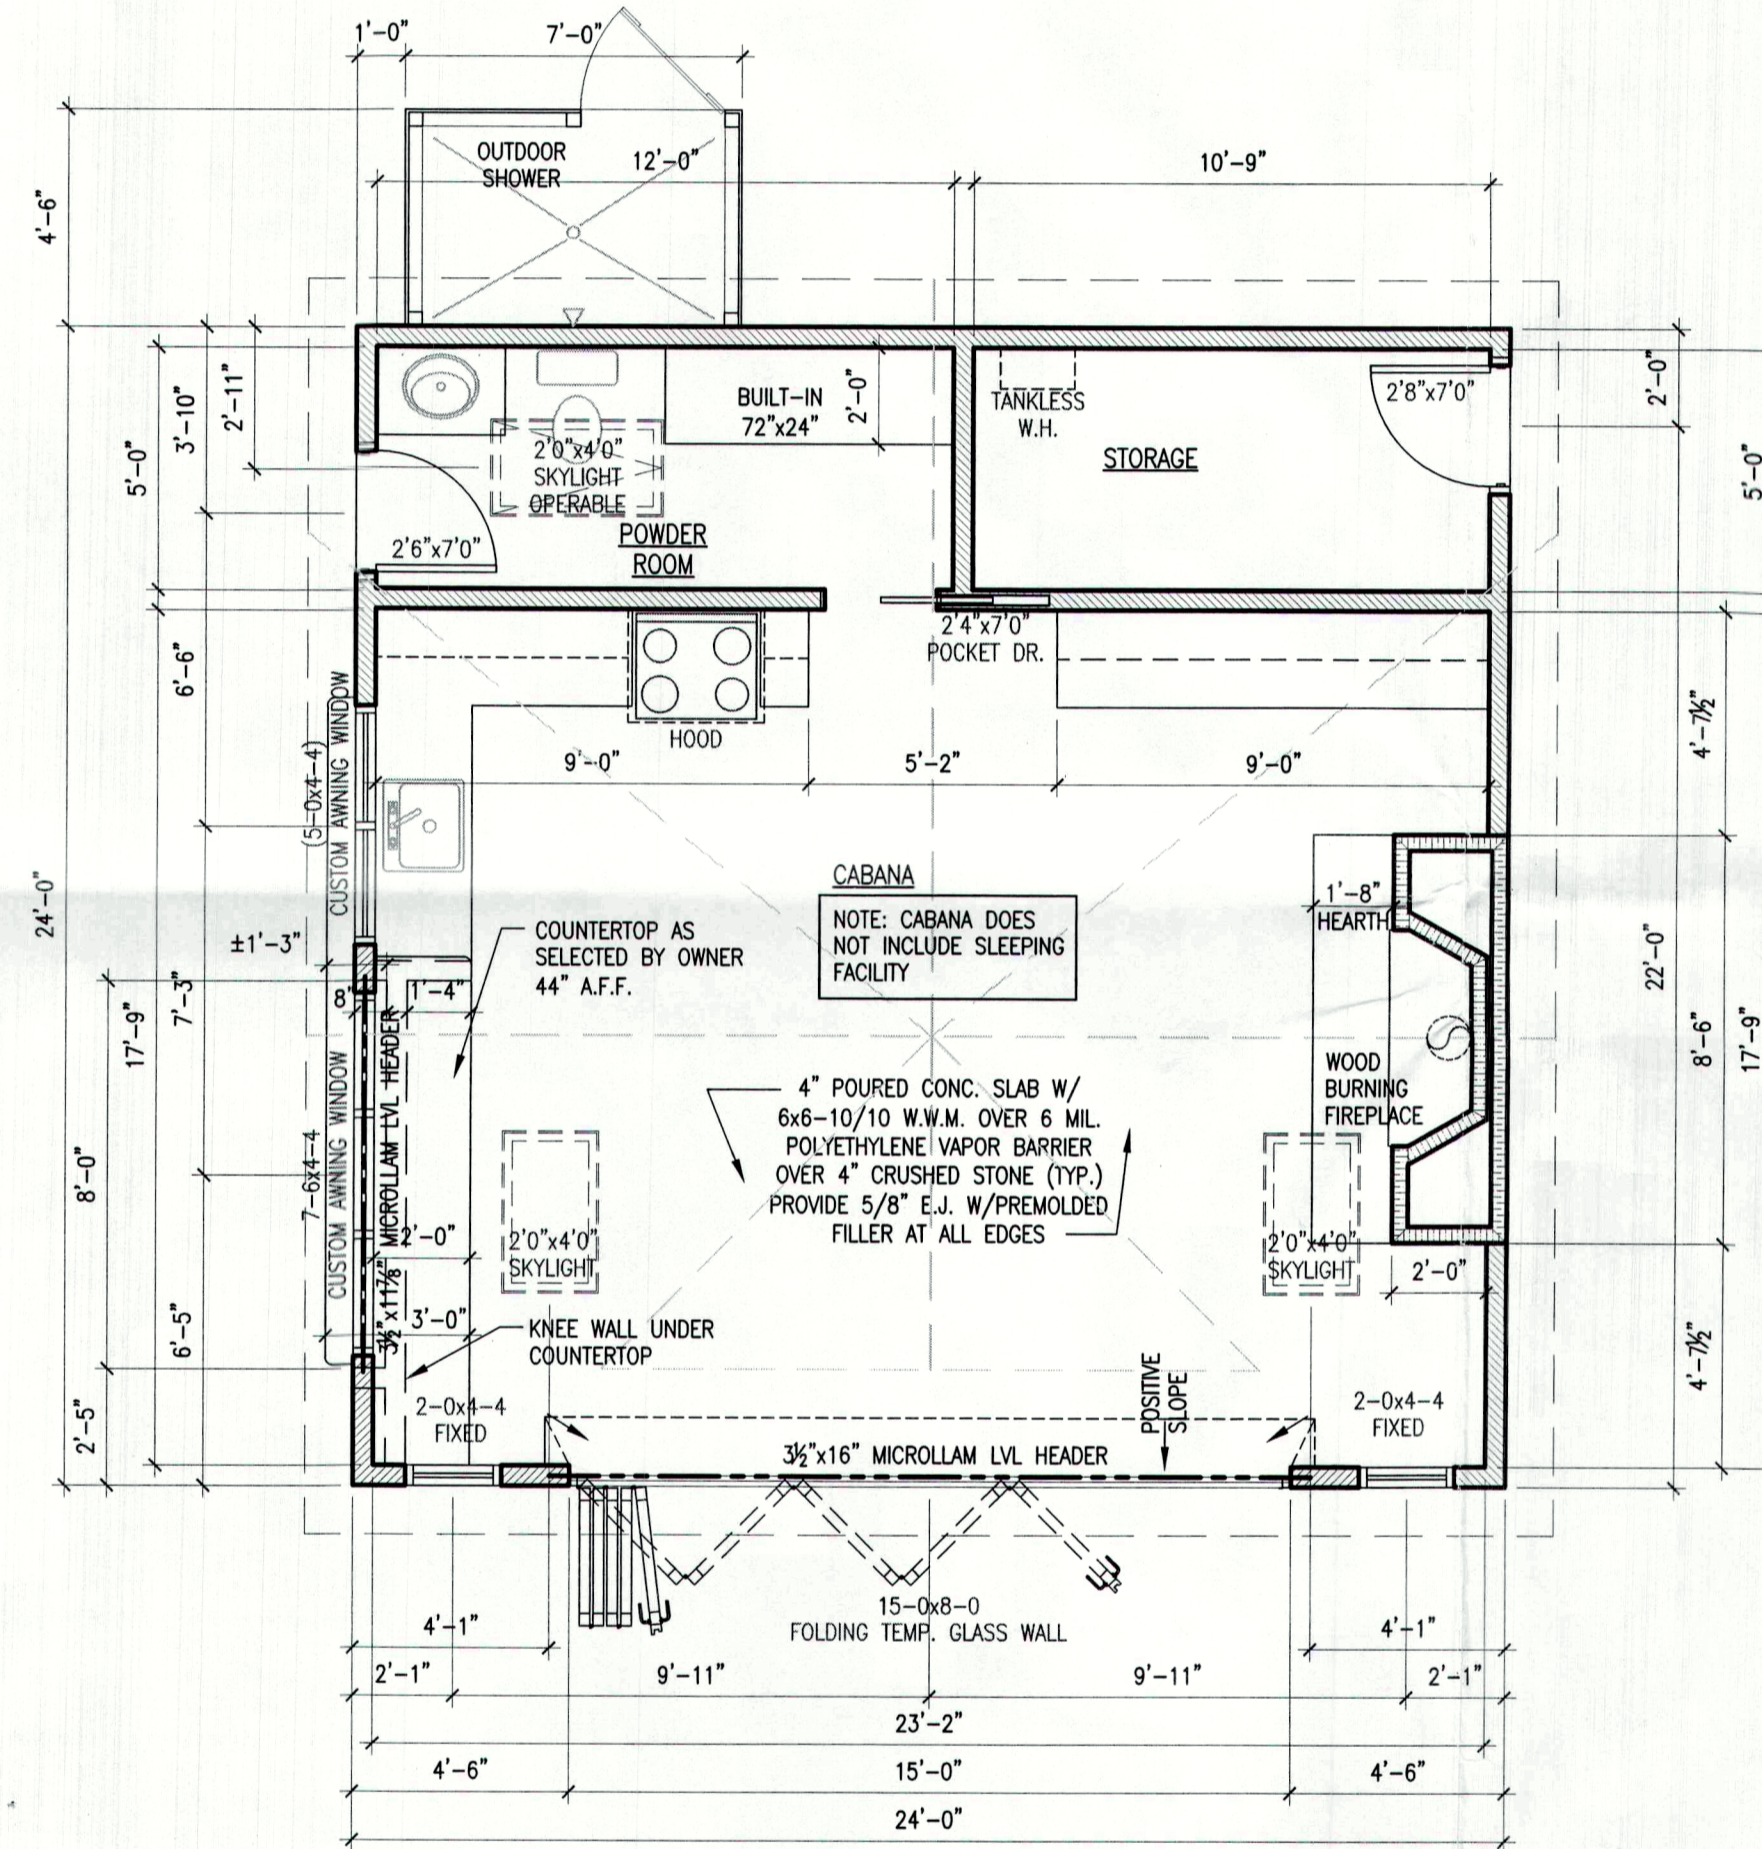 1'-0"
7'-0"
OUTDOOR
SHOWER
12'-0"
10'-9"
4'-6"
2'-11"
3'-10"
5'-0"
BUILT-IN
72"x24"
2'-0"
TANKLESS
W.H.
2'8"x7'0"
2'-0"
STORAGE
5'-0"
2'0"x4'0"
SKYLIGHT
OPERABLE
POWDER
ROOM
2'6"x7'0"
2'4"x7'0"
POCKET DR.
HOOD
6'-6"
CUSTOM AWNING WINDOW
(5-0x4-4)
9'-0"
5'-2"
9'-0"
4'-7½"
CABANA
NOTE: CABANA DOES
NOT INCLUDE SLEEPING
FACILITY
1'-8"
HEARTH
24'-0"
±1'-3"
COUNTERTOP AS
SELECTED BY OWNER
44" A.F.F.
8"
1'-4"
7'-3"
17'-9"
22'-0"
8'-6"
17'-9"
WOOD
BURNING
FIREPLACE
4" POURED CONC. SLAB W/
6x6-10/10 W.W.M. OVER 6 MIL.
POLYETHYLENE VAPOR BARRIER
OVER 4" CRUSHED STONE (TYP.)
PROVIDE 5/8" E.J. W/PREMOLDED
FILLER AT ALL EDGES
8'-0"
CUSTOM AWNING WINDOW
7-6x4-4
3½"x11⅞" MICROLLAM LVL HEADER
2'-0"
2'0"x4'0"
SKYLIGHT
2'0"x4'0"
SKYLIGHT
2'-0"
6'-5"
3'-0"
KNEE WALL UNDER
COUNTERTOP
4'-7½"
2'-5"
2-0x4-4
FIXED
POSITIVE
SLOPE
2-0x4-4
FIXED
3½"x16" MICROLLAM LVL HEADER
15-0x8-0
FOLDING TEMP. GLASS WALL
4'-1"
4'-1"
2'-1"
9'-11"
9'-11"
2'-1"
23'-2"
4'-6"
15'-0"
4'-6"
24'-0"